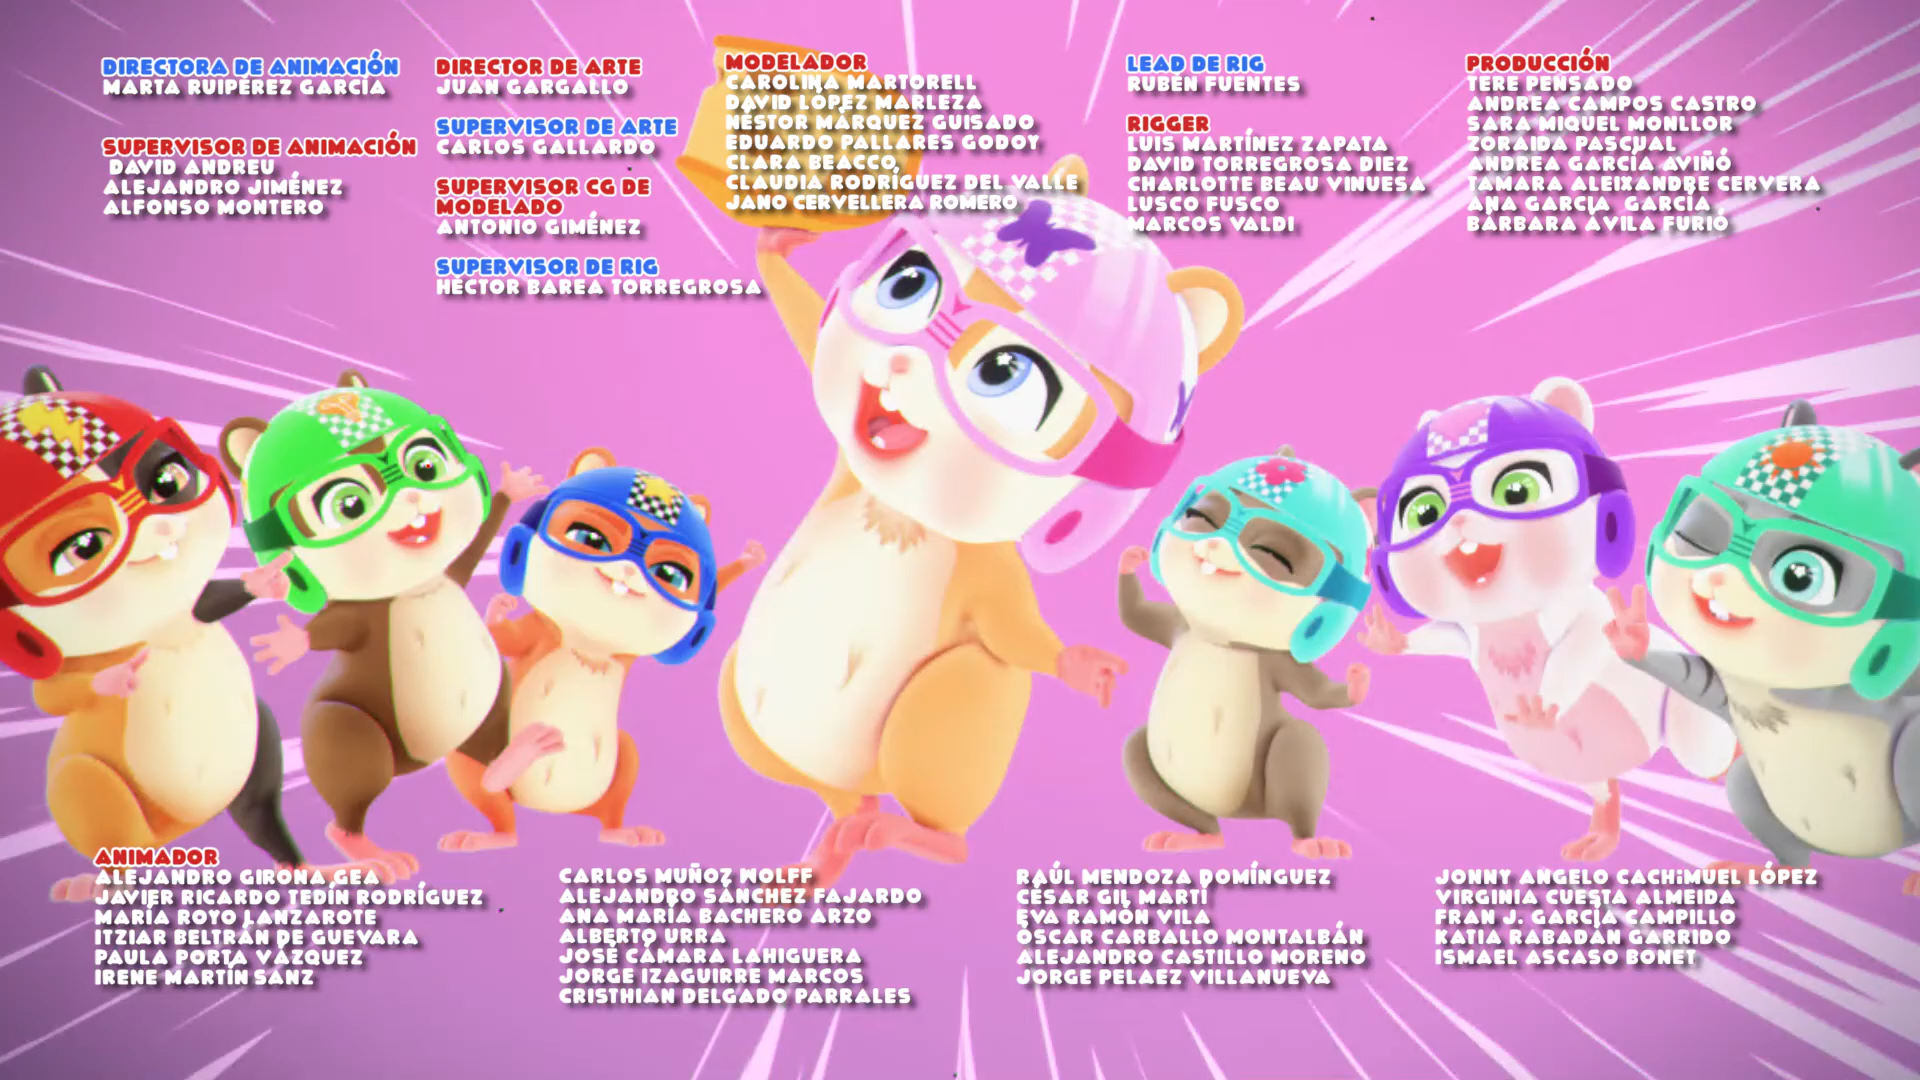 DIRECTORA DE ANIMACIÓN
MARTA RUIPÉREZ GARCÍA
SUPERVISOR DE ANIMACIÓN
DAVID ANDREU
ALEJANDRO JIMÉNEZ
ALFONSO MONTERO
DIRECTOR DE ARTE
JUAN GARGALLO
SUPERVISOR DE ARTE
CARLOS GALLARDO
SUPERVISOR CG DE
MODELADO
ANTONIO GIMÉNEZ
SUPERVISOR DE RIG
HÉCTOR BAREA TORREGROSA
MODELADOR
CAROLINA MARTORELL
DAVID LÓPEZ MARLEZA
NÉSTOR MÁRQUEZ GUISADO
EDUARDO PALLARES GODOY
CLARA BEACCO
CLAUDIA RODRÍGUEZ DEL VALLE
JANO CERVELLERA ROMERO
LEAD DE RIG
RUBÉN FUENTES
RIGGER
LUIS MARTÍNEZ ZAPATA
DAVID TORREGROSA DIEZ
CHARLOTTE BEAU VINUESA
LUSCO FUSCO
MARCOS VALDI
PRODUCCIÓN
TERE PENSADO
ANDREA CAMPOS CASTRO
SARA MIQUEL MONLLOR
ZORAIDA PASCUAL
ANDREA GARCÍA AVIÑÓ
TAMARA ALEIXANDRE CERVERA
ANA GARCIA GARCÍA
BÁRBARA ÁVILA FURIÓ
ANIMADOR
ALEJANDRO GIRONA GEA
JAVIER RICARDO TEDÍN RODRÍGUEZ
MARÍA ROYO LANZAROTE
ITZIAR BELTRÁN DE GUEVARA
PAULA PORTA VÁZQUEZ
IRENE MARTÍN SANZ
CARLOS MUÑOZ WOLFF
ALEJANDRO SÁNCHEZ FAJARDO
ANA MARÍA BACHERO ARZO
ALBERTO URRA
JOSÉ CÁMARA LAHIGUERA
JORGE IZAGUIRRE MARCOS
CRISTHIAN DELGADO PARRALES
RAÚL MENDOZA DOMÍNGUEZ
CÉSAR GIL MARTÍ
EVA RAMÓN VILA
ÓSCAR CARBALLO MONTALBÁN
ALEJANDRO CASTILLO MORENO
JORGE PELAEZ VILLANUEVA
JONNY ANGELO CACHiMUEL LÓPEZ
VIRGINIA CUESTA ALMEIDA
FRAN J. GARCÍA CAMPILLO
KATIA RABADÁN GARRIDO
ISMAEL ASCASO BONET